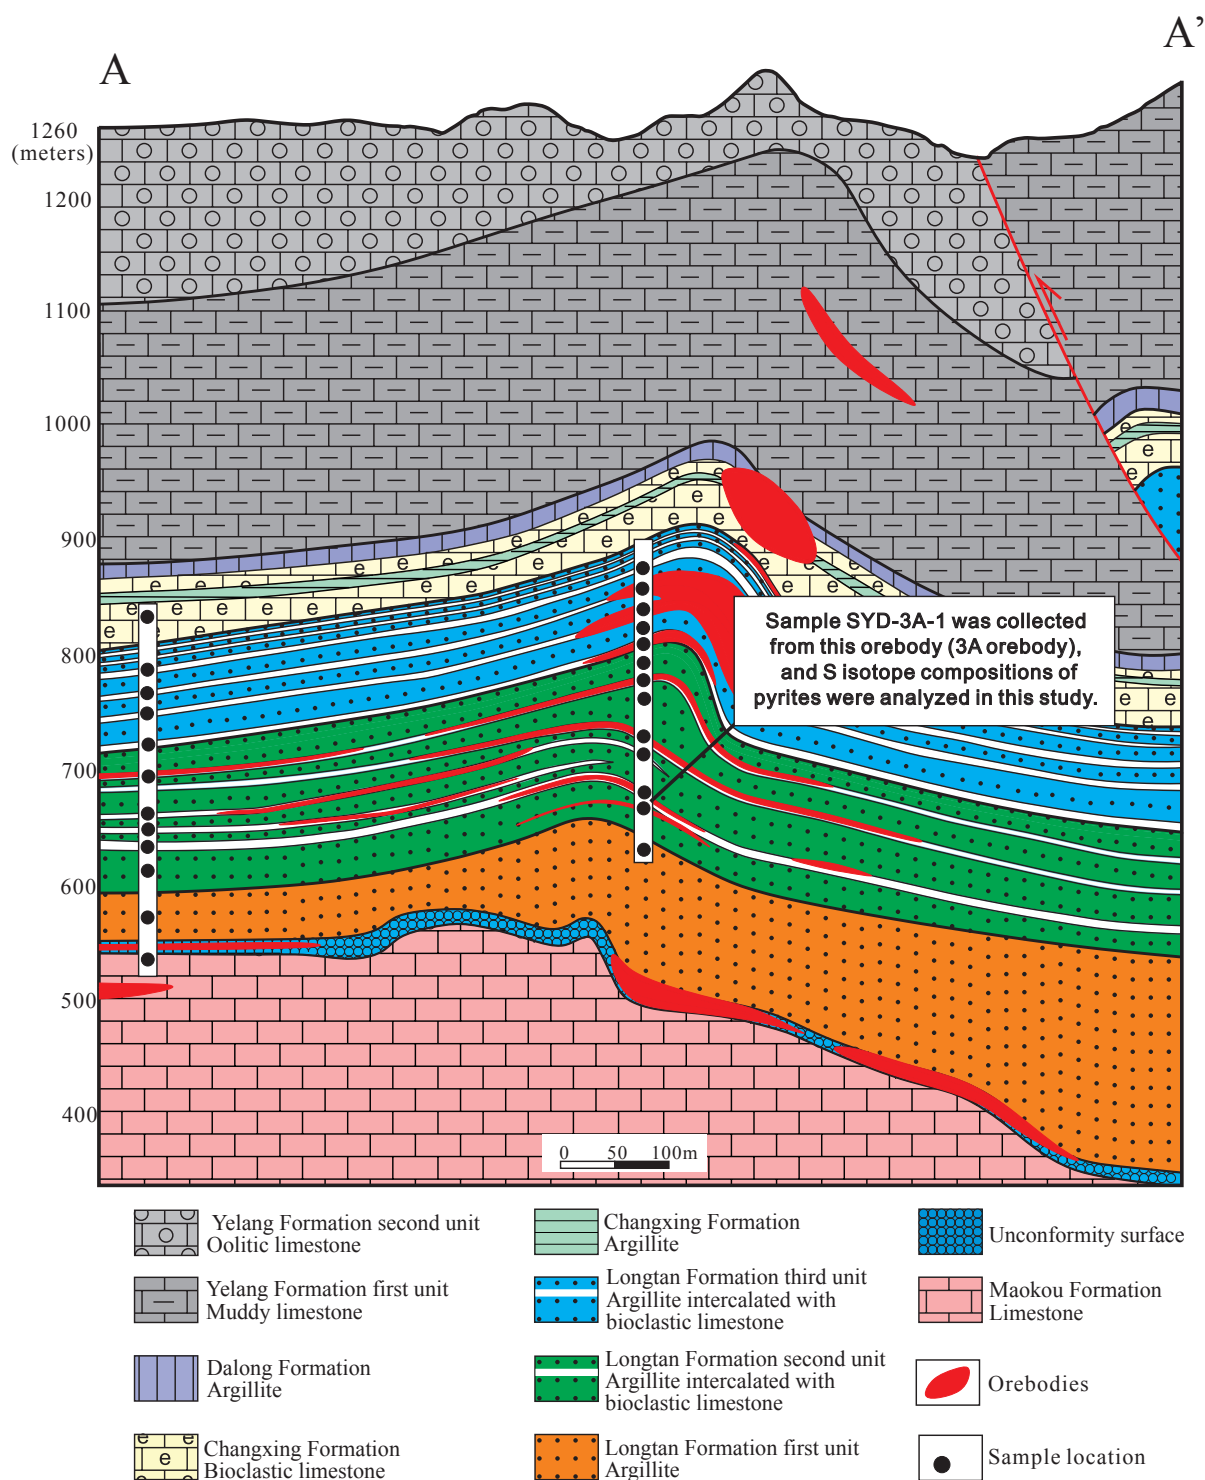 A
A’
1260
(meters)
1200
1100
1000
900
800
700
600
500
400
Sample SYD-3A-1 was collected
from this orebody (3A orebody),
and S isotope compositions of
pyrites were analyzed in this study.
0 50 100m
Yelang Formation second unit
Oolitic limestone
Yelang Formation first unit
Muddy limestone
Dalong Formation
Argillite
e
Changxing Formation
Bioclastic limestone
Changxing Formation
Argillite
Longtan Formation third unit
Argillite intercalated with
bioclastic limestone
Longtan Formation second unit
Argillite intercalated with
bioclastic limestone
Longtan Formation first unit
Argillite
Unconformity surface
Maokou Formation
Limestone
Orebodies
Sample location